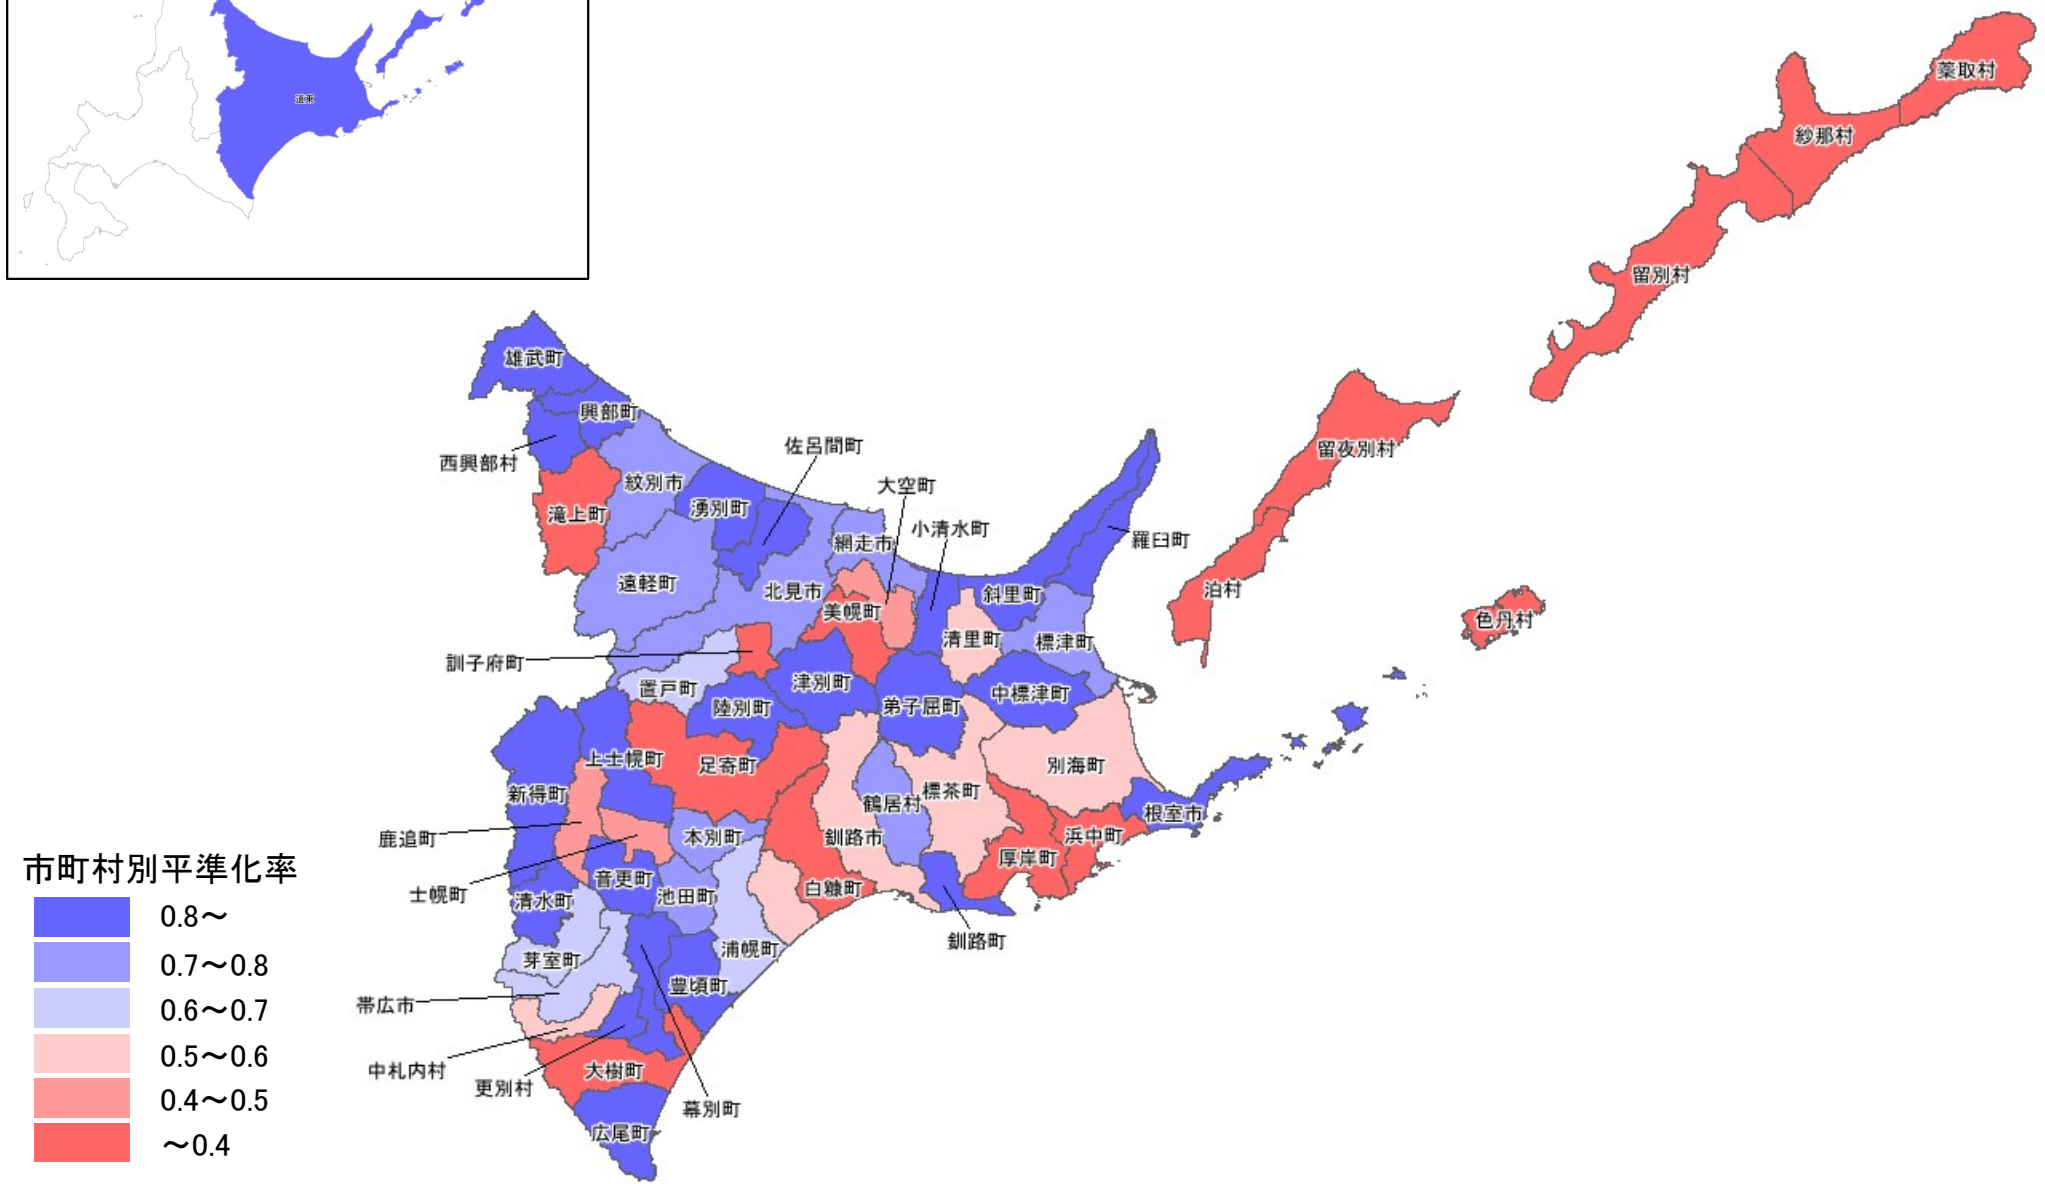 道東
蘂取村
紗那村
留別村
雄武町
興部町
留夜別村
佐呂間町
西興部村
紋別市
大空町
湧別町
滝上町
小清水町
網走市
羅臼町
遠軽町
北見市
泊村
斜里町
美幌町
色丹村
清里町
標津町
訓子府町
置戸町
津別町
中標津町
陸別町
弟子屈町
上士幌町
足寄町
別海町
新得町
標茶町
鶴居村
根室市
鹿追町
本別町
釧路市
浜中町
厚岸町
市町村別平準化率
音更町
白糠町
士幌町
池田町
清水町
0.8～
釧路町
浦幌町
芽室町
0.7～0.8
豊頃町
帯広市
0.6～0.7
0.5～0.6
中札内村
大樹町
更別村
0.4～0.5
幕別町
広尾町
～0.4